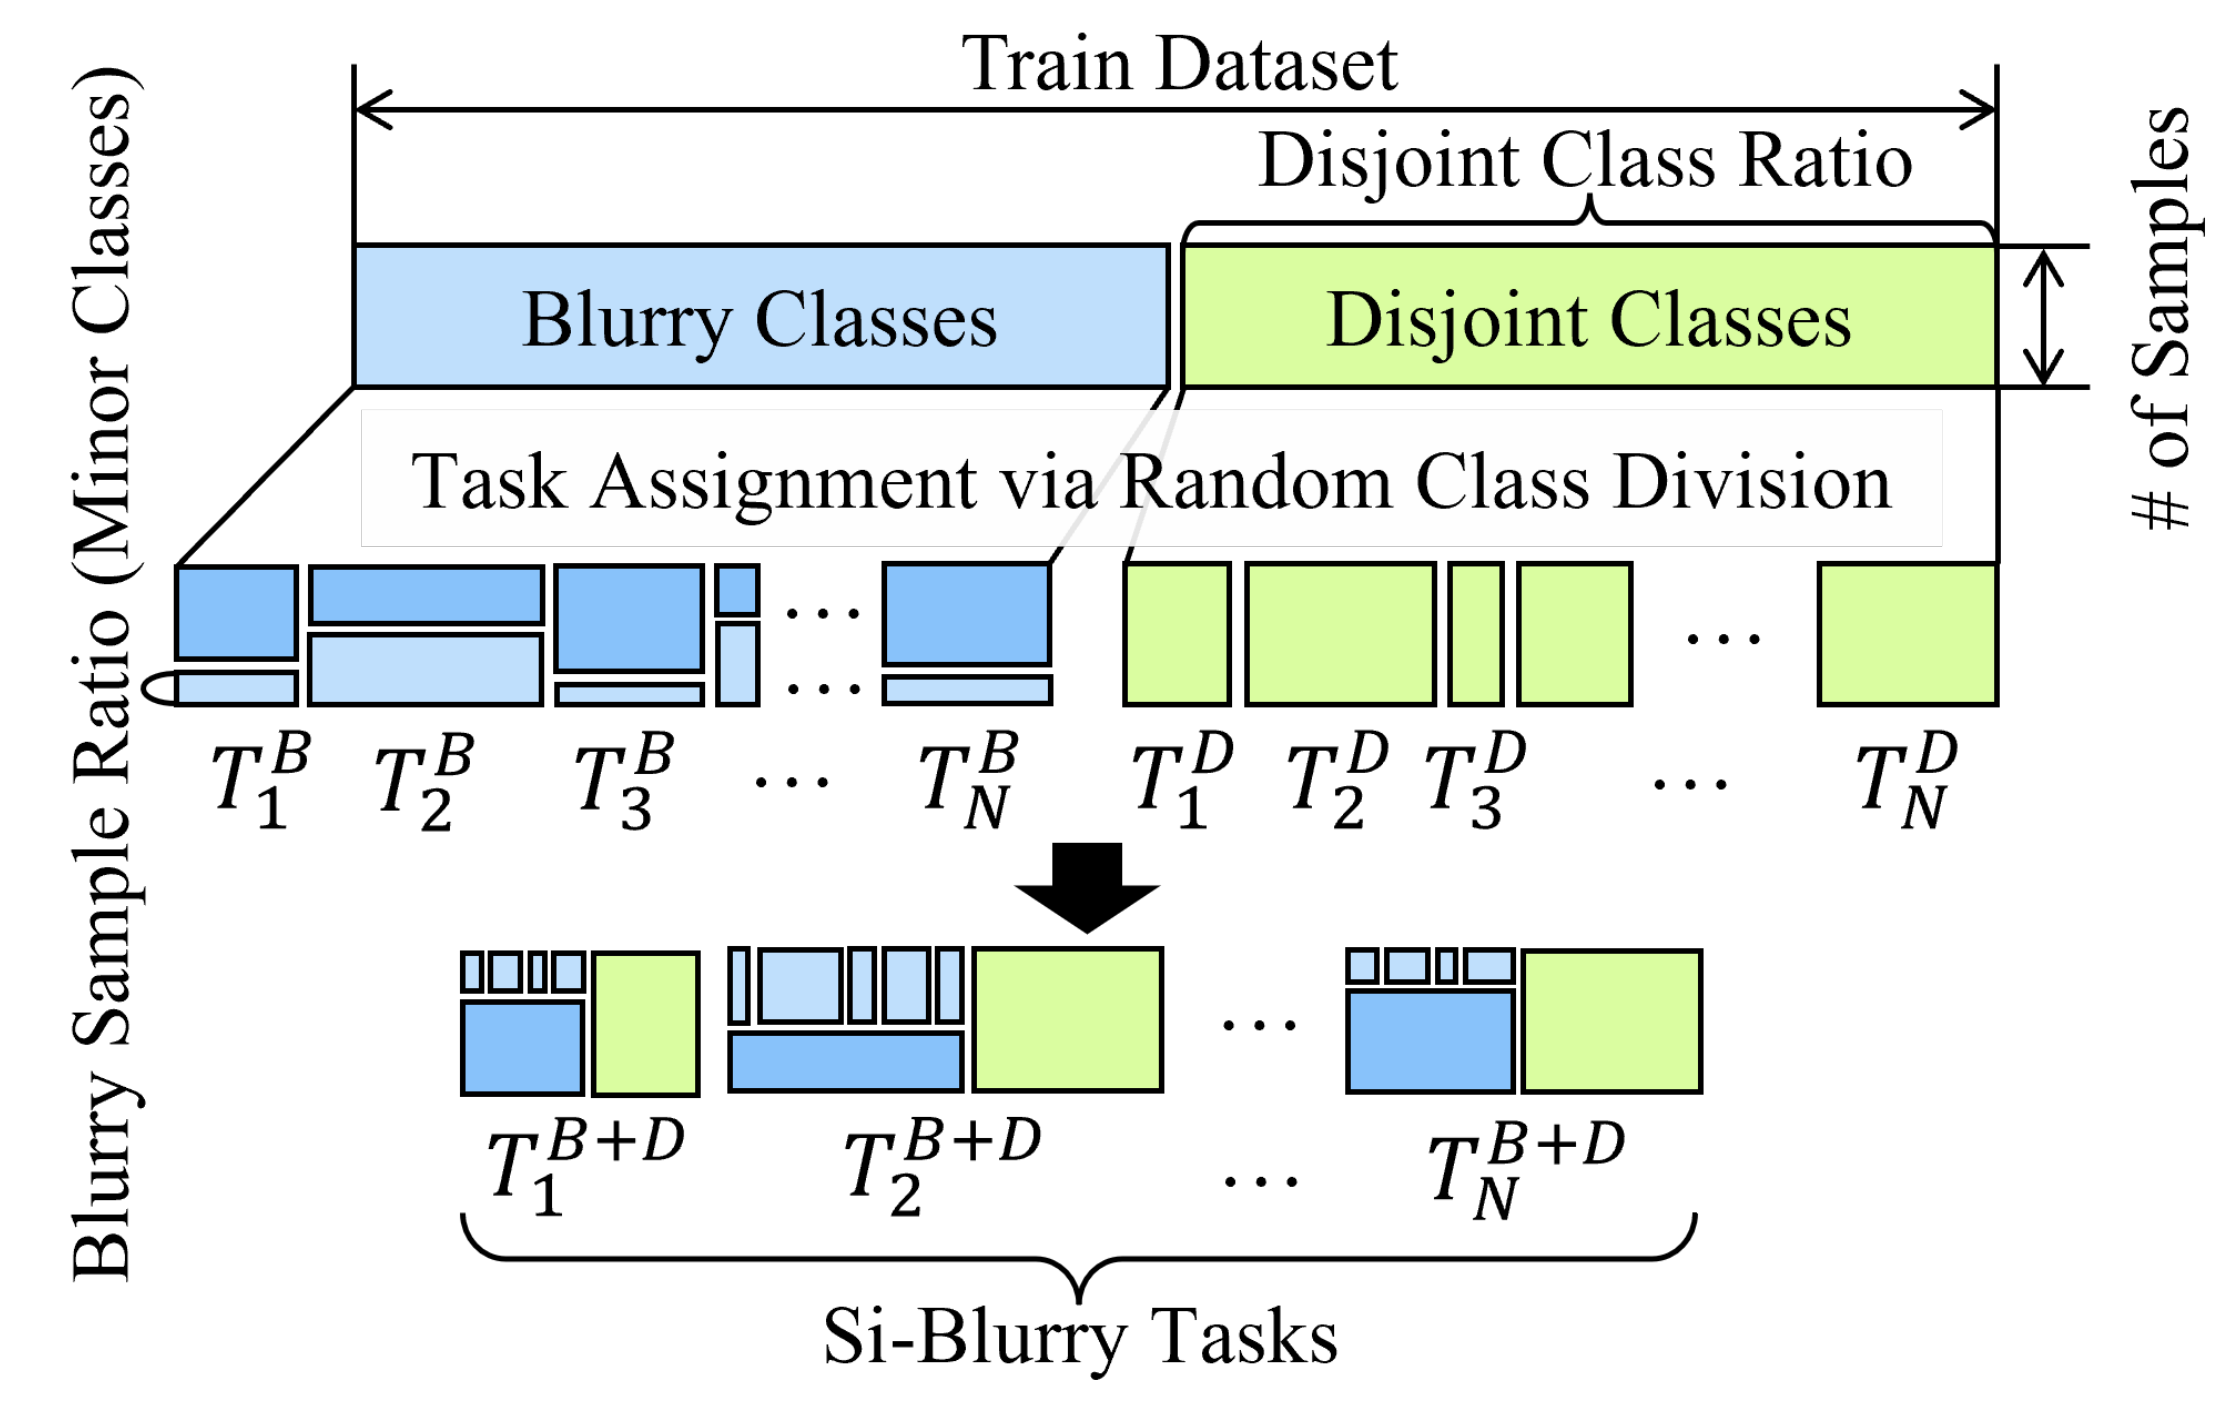 Train Dataset
Disjoint Class Ratio
Blurry Classes
Disjoint Classes
# of Samples
Blurry Sample Ratio (Minor Classes)
Task Assignment via Random Class Division
… …
…
T_1^B T_2^B T_3^B … T_N^B T_1^D T_2^D T_3^D … T_N^D
…
T_1^{B+D} T_2^{B+D} … T_N^{B+D}
Si-Blurry Tasks